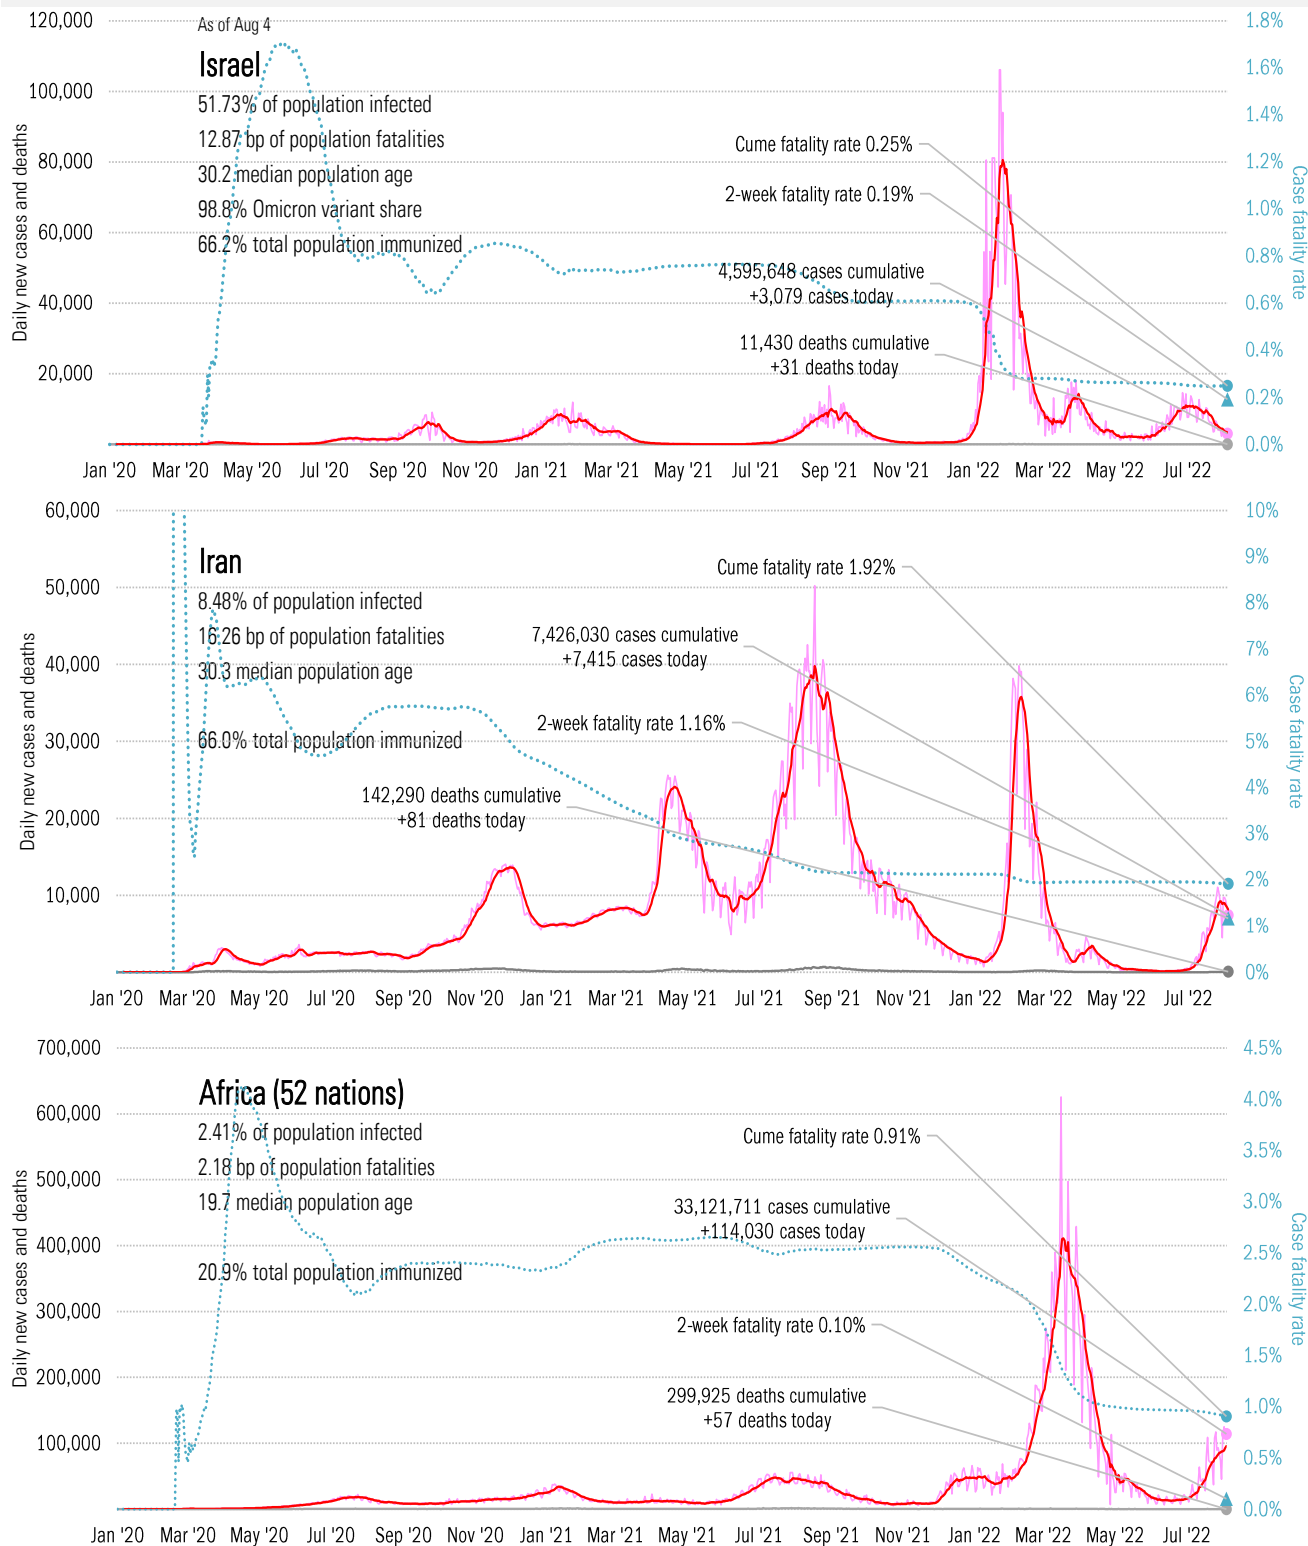 As of Aug 4
Israel
51.73% of population infected
12.87 bp of population fatalities
30.2 median population age
98.8% Omicron variant share
66.2% total population immunized
Cume fatality rate 0.25%
2-week fatality rate 0.19%
4,595,648 cases cumulative
+3,079 cases today
11,430 deaths cumulative
+31 deaths today
Daily new cases and deaths
120,000
100,000
80,000
60,000
40,000
20,000
Case fatality rate
1.8%
1.6%
1.4%
1.2%
1.0%
0.8%
0.6%
0.4%
0.2%
0.0%
Jan '20 Mar '20 May '20 Jul '20 Sep '20 Nov '20 Jan '21 Mar '21 May '21 Jul '21 Sep '21 Nov '21 Jan '22 Mar '22 May '22 Jul '22
Iran
8.48% of population infected
16.26 bp of population fatalities
30.3 median population age
66.0% total population immunized
Cume fatality rate 1.92%
7,426,030 cases cumulative
+7,415 cases today
2-week fatality rate 1.16%
142,290 deaths cumulative
+81 deaths today
Daily new cases and deaths
60,000
50,000
40,000
30,000
20,000
10,000
Case fatality rate
10%
9%
8%
7%
6%
5%
4%
3%
2%
1%
0%
Jan '20 Mar '20 May '20 Jul '20 Sep '20 Nov '20 Jan '21 Mar '21 May '21 Jul '21 Sep '21 Nov '21 Jan '22 Mar '22 May '22 Jul '22
Africa (52 nations)
2.41% of population infected
2.18 bp of population fatalities
19.7 median population age
20.9% total population immunized
Cume fatality rate 0.91%
33,121,711 cases cumulative
+114,030 cases today
2-week fatality rate 0.10%
299,925 deaths cumulative
+57 deaths today
Daily new cases and deaths
700,000
600,000
500,000
400,000
300,000
200,000
100,000
Case fatality rate
4.5%
4.0%
3.5%
3.0%
2.5%
2.0%
1.5%
1.0%
0.5%
0.0%
Jan '20 Mar '20 May '20 Jul '20 Sep '20 Nov '20 Jan '21 Mar '21 May '21 Jul '21 Sep '21 Nov '21 Jan '22 Mar '22 May '22 Jul '22